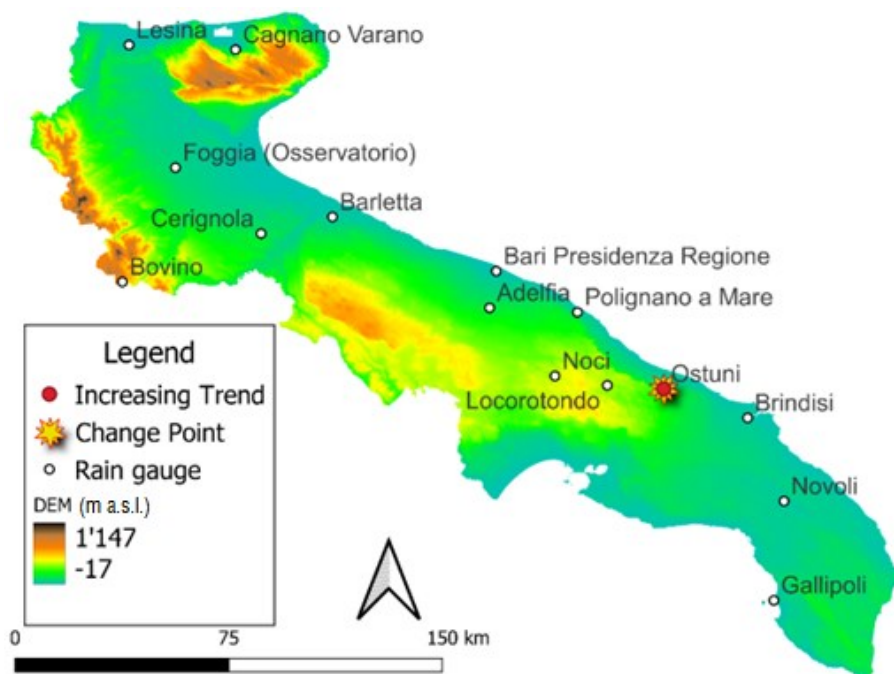 Lesina
Cagnano Varano
Foggia (Osservatorio)
Barletta
Cerignola
Bovino
Bari Presidenza Regione
Adelfia
Polignano a Mare
Noci
Ostuni
Locorotondo
Brindisi
Novoli
Gallipoli
Legend
Increasing Trend
Change Point
Rain gauge
DEM (m a.s.l.)
1'147
-17
0 75 150 km